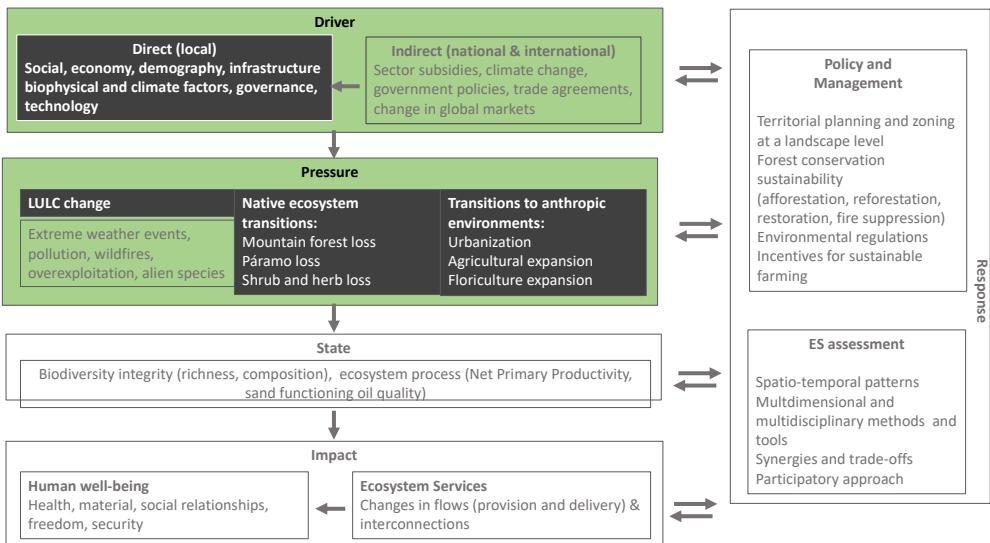 Driver
Direct (local)
Social, economy, demography, infrastructure
biophysical and climate factors, governance,
technology
Indirect (national & international)
Sector subsidies, climate change,
government policies, trade agreements,
change in global markets
Pressure
LULC change
Extreme weather events,
pollution, wildfires,
overexploitation, alien species
Native ecosystem
transitions:
Mountain forest loss
Páramo loss
Shrub and herb loss
Transitions to anthropic
environments:
Urbanization
Agricultural expansion
Floriculture expansion
State
Biodiversity integrity (richness, composition), ecosystem process (Net Primary Productivity,
sand functioning oil quality)
Impact
Human well-being
Health, material, social relationships,
freedom, security
Ecosystem Services
Changes in flows (provision and delivery) &
interconnections
Policy and
Management
Territorial planning and zoning
at a landscape level
Forest conservation
sustainability
(afforestation, reforestation,
restoration, fire suppression)
Environmental regulations
Incentives for sustainable
farming
ES assessment
Spatio-temporal patterns
Multdimensional and
multidisciplinary methods and
tools
Synergies and trade-offs
Participatory approach
Response